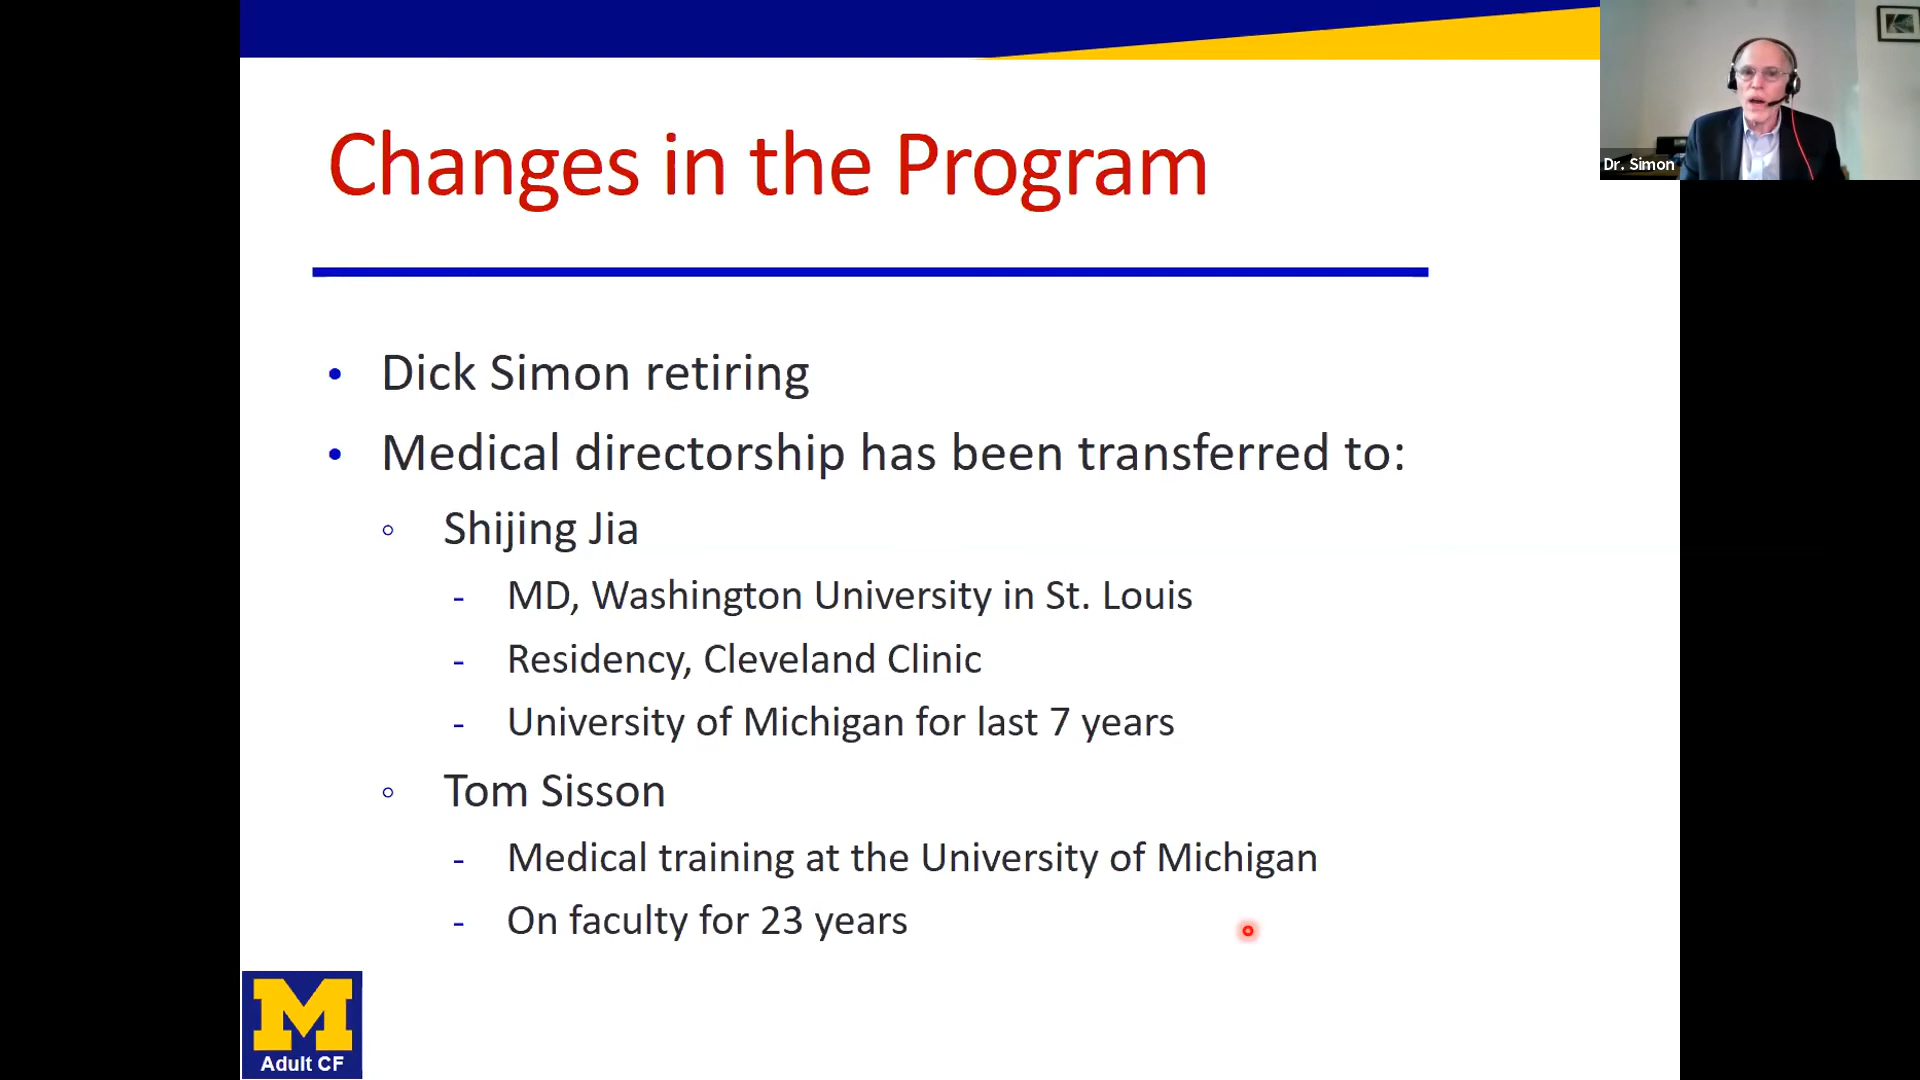 Changes in the Program
Dr. Simon
• Dick Simon retiring
• Medical directorship has been transferred to:
◦ Shijing Jia
- MD, Washington University in St. Louis
- Residency, Cleveland Clinic
- University of Michigan for last 7 years
◦ Tom Sisson
- Medical training at the University of Michigan
- On faculty for 23 years
M
Adult CF